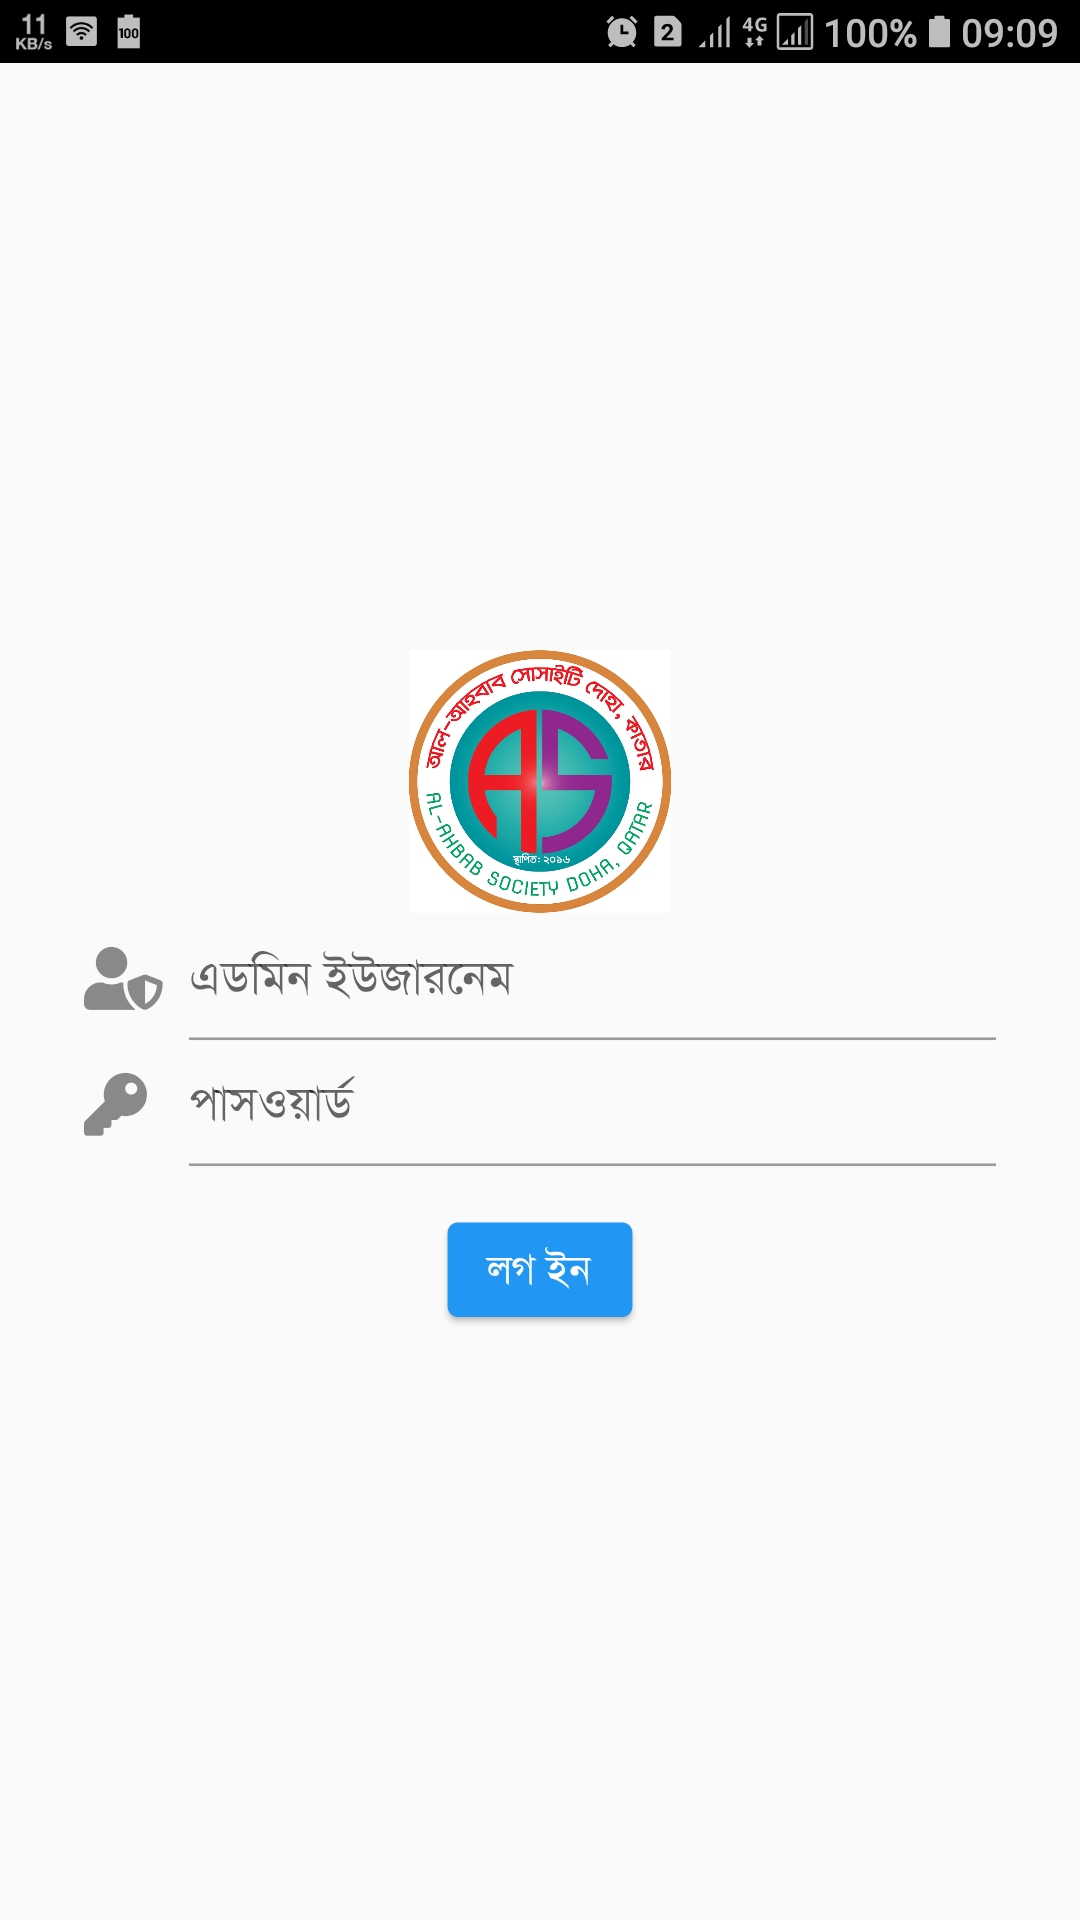 11
KB/s
100
2
4G
100%
09:09
আল-আহবাব সোসাইটি দোহা, কাতার
AS
স্থাপিত: ২০১৬
AL-AHBAB SOCIETY DOHA, QATAR
এডমিন ইউজারনেম
পাসওয়ার্ড
লগ ইন